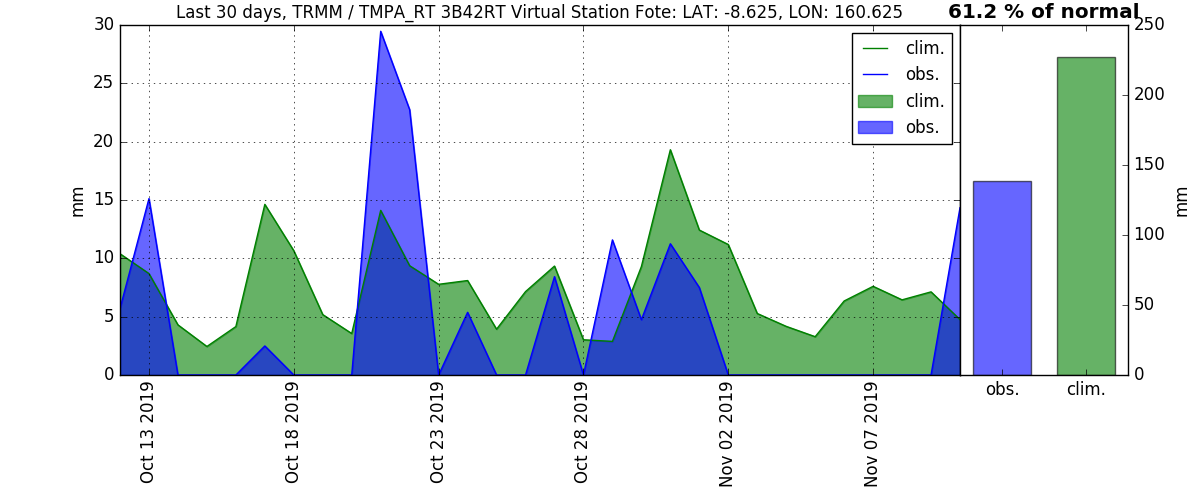 Last 30 days, TRMM / TMPA_RT 3B42RT Virtual Station Fote: LAT: -8.625, LON: 160.625
61.2 % of normal
mm
30
25
20
15
10
5
0
clim.
obs.
clim.
obs.
Oct 13 2019
Oct 18 2019
Oct 23 2019
Oct 28 2019
Nov 02 2019
Nov 07 2019
obs.
clim.
250
200
150
100
50
0
mm